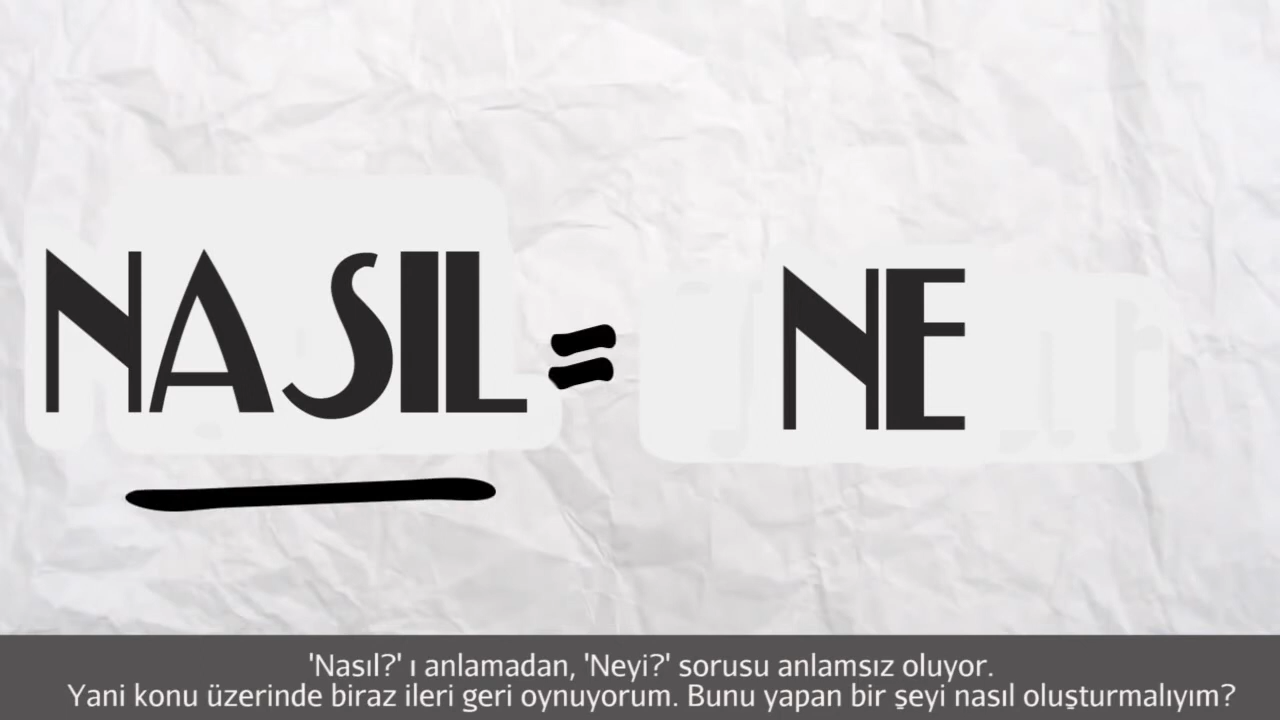 NASIL = NE
'Nasıl?' ı anlamadan, 'Neyi?' sorusu anlamsız oluyor.
Yani konu üzerinde biraz ileri geri oynuyorum. Bunu yapan bir şeyi nasıl oluşturmalıyım?